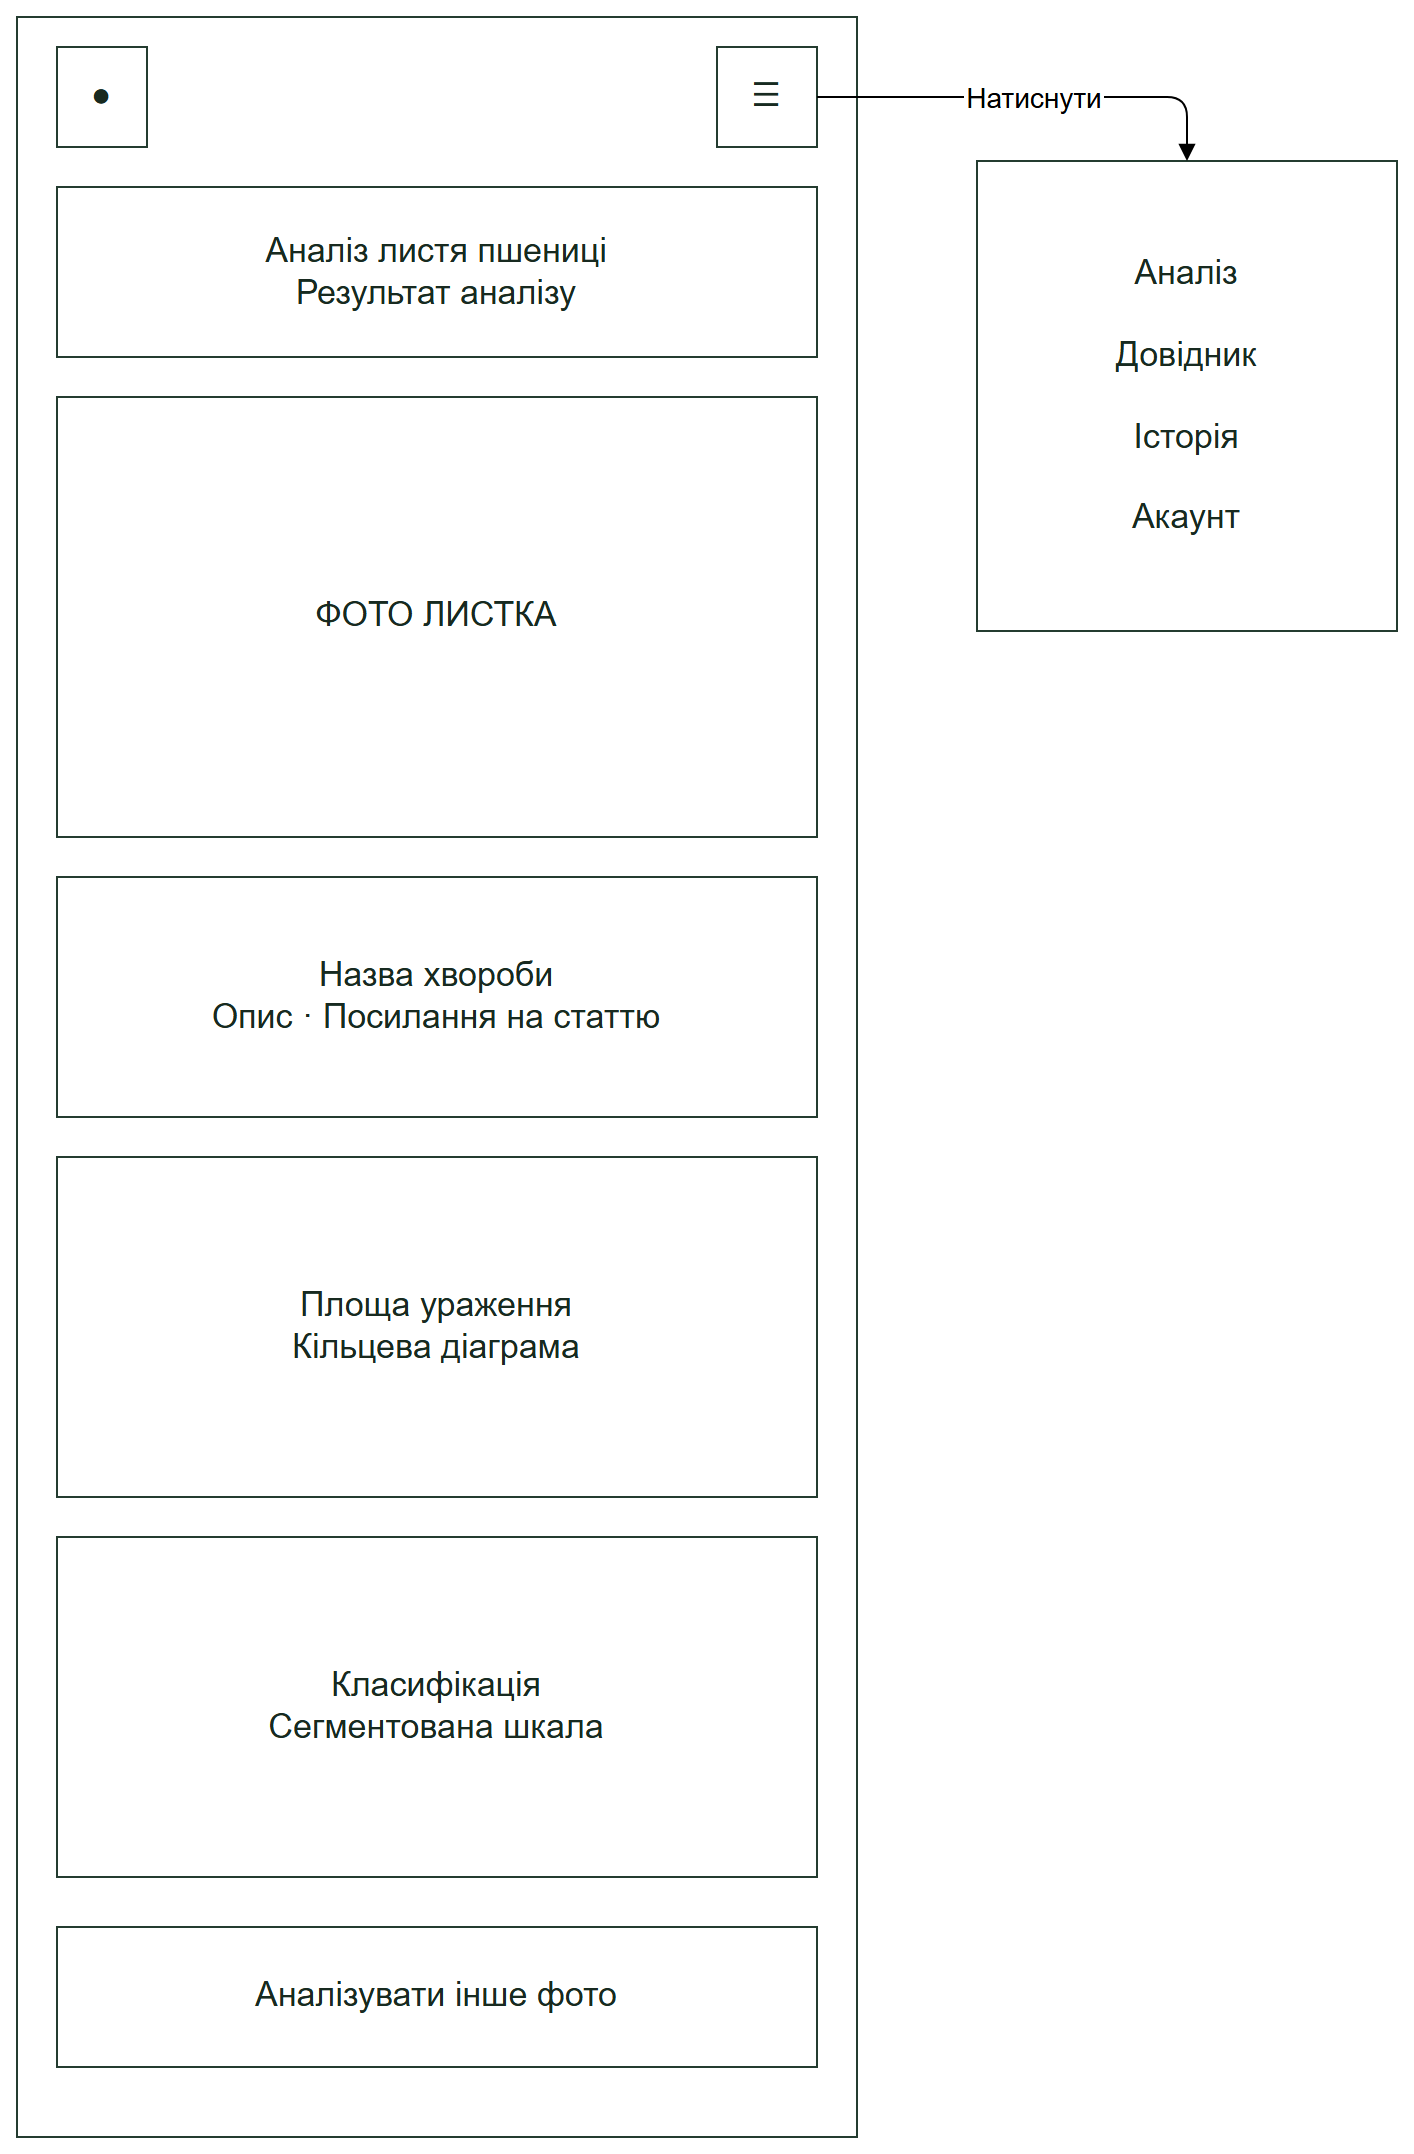 ●
☰
Натиснути
Аналіз листя пшениці
Результат аналізу
Аналіз
Довідник
Історія
Акаунт
ФОТО ЛИСТКА
Назва хвороби
Опис · Посилання на статтю
Площа ураження
Кільцева діаграма
Класифікація
Сегментована шкала
Аналізувати інше фото